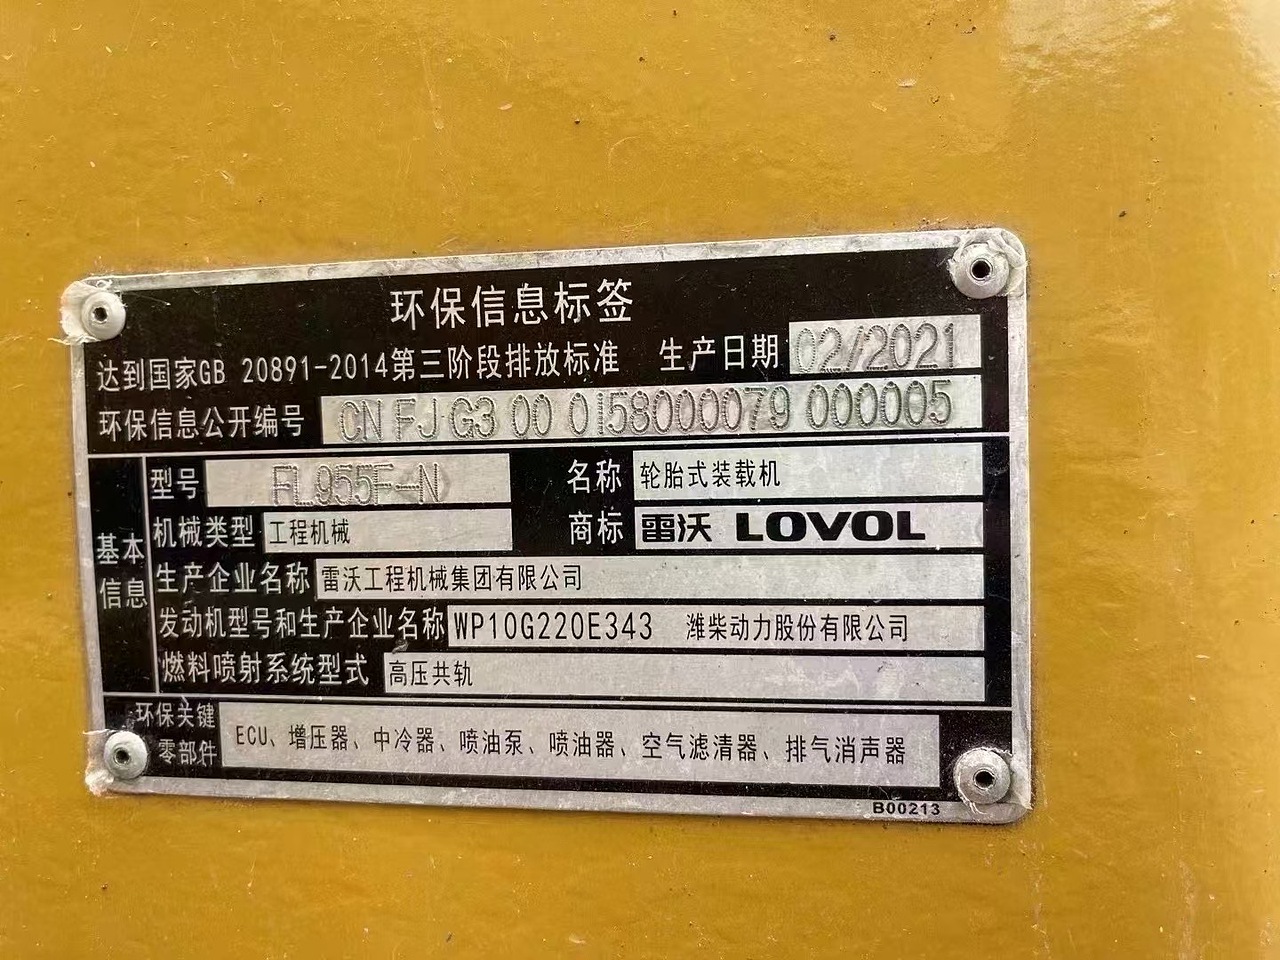 环保信息标签
达到国家GB 20891-2014第三阶段排放标准 生产日期 02/2021
环保信息公开编号 CN FJ G3 00 0158000079 000005
基本信息
型号 FL955F-N 名称 轮胎式装载机
机械类型 工程机械 商标 雷沃 LOVOL
生产企业名称 雷沃工程机械集团有限公司
发动机型号和生产企业名称 WP10G220E343 潍柴动力股份有限公司
燃料喷射系统型式 高压共轨
环保关键零部件 ECU、增压器、中冷器、喷油泵、喷油器、空气滤清器、排气消声器
B00213